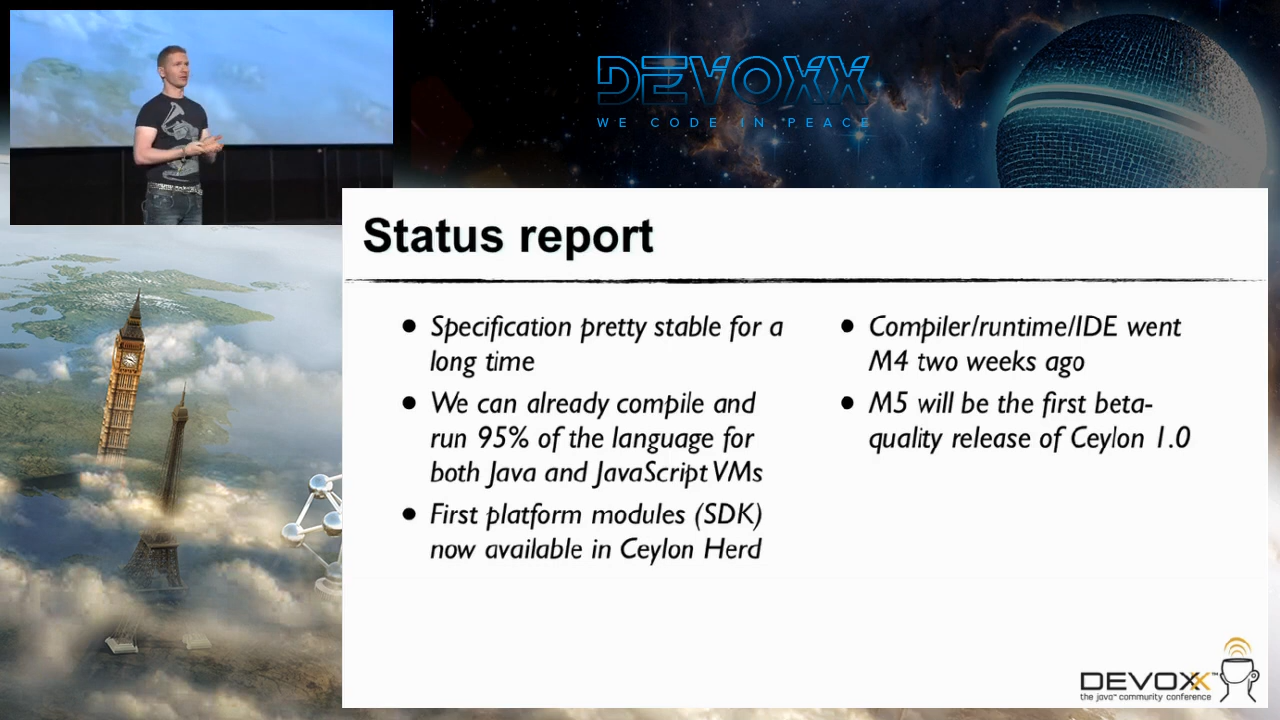 DEVOXX
WE CODE IN PEACE
Status report
Specification pretty stable for a
long time
We can already compile and
run 95% of the language for
both Java and JavaScript VMs
First platform modules (SDK)
now available in Ceylon Herd
Compiler/runtime/IDE went
M4 two weeks ago
M5 will be the first beta-
quality release of Ceylon 1.0
DEVOXX™
the java™ community conference